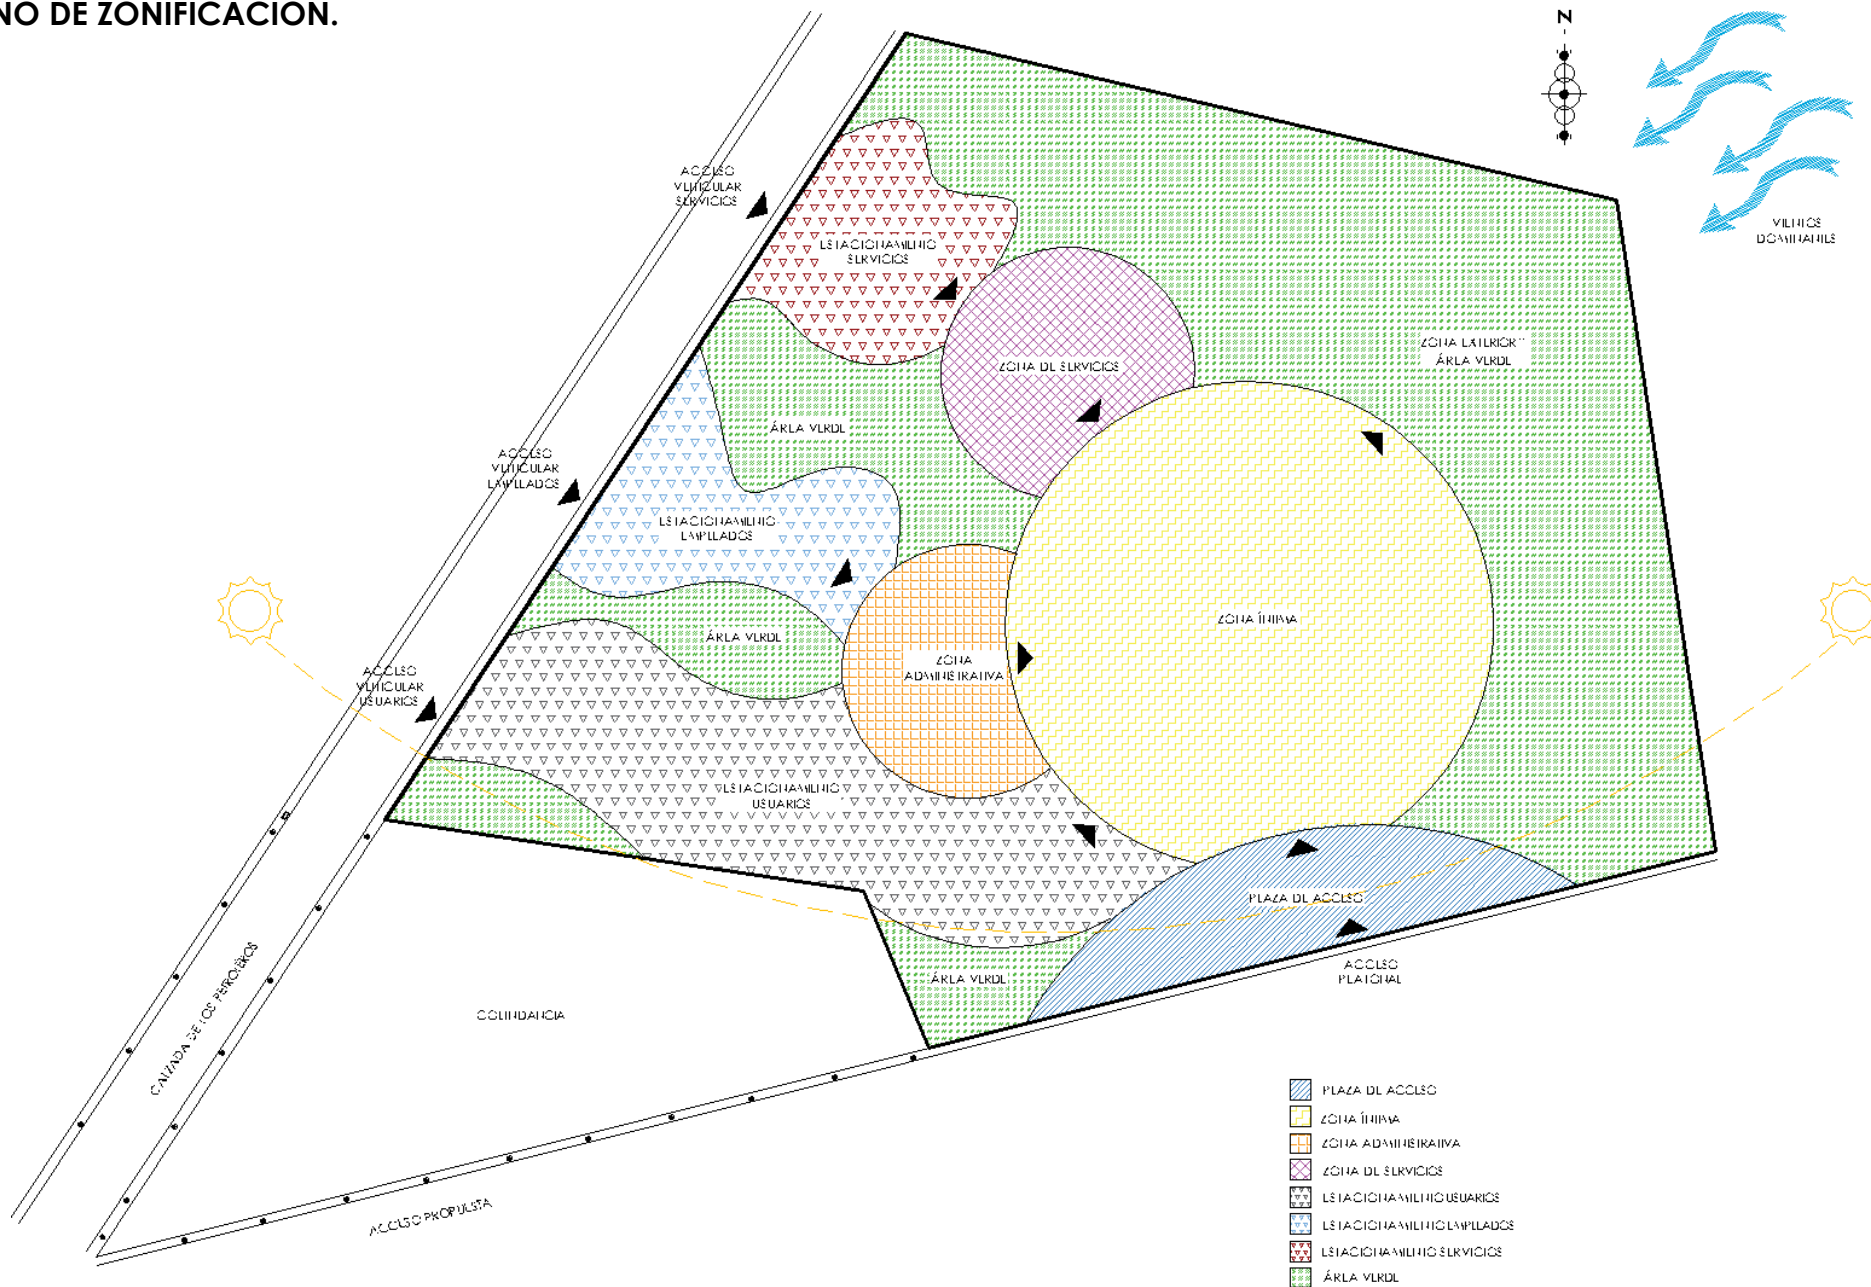 NO DE ZONIFICACIÓN.
N
VIENTOS
DOMINANTES
ACCESO
VEHICULAR
SERVICIOS
ESTACIONAMIENTO
SERVICIOS
ZONA DE SERVICIOS
ZONA EXTERIOR
ÁREA VERDE
ÁREA VERDE
ACCESO
VEHICULAR
EMPLEADOS
ESTACIONAMIENTO
EMPLEADOS
ZONA ÍNTIMA
ÁREA VERDE
ZONA
ADMINISTRATIVA
ACCESO
VEHICULAR
USUARIOS
ESTACIONAMIENTO
USUARIOS
PLAZA DE ACCESO
ACCESO
PEATONAL
ÁREA VERDE
COLINDANCIA
CALZADA DE LOS
ACCESO PROPUESTA
PLAZA DE ACCESO
ZONA ÍNTIMA
ZONA ADMINISTRATIVA
ZONA DE SERVICIOS
ESTACIONAMIENTO USUARIOS
ESTACIONAMIENTO EMPLEADOS
ESTACIONAMIENTO SERVICIOS
ÁREA VERDE